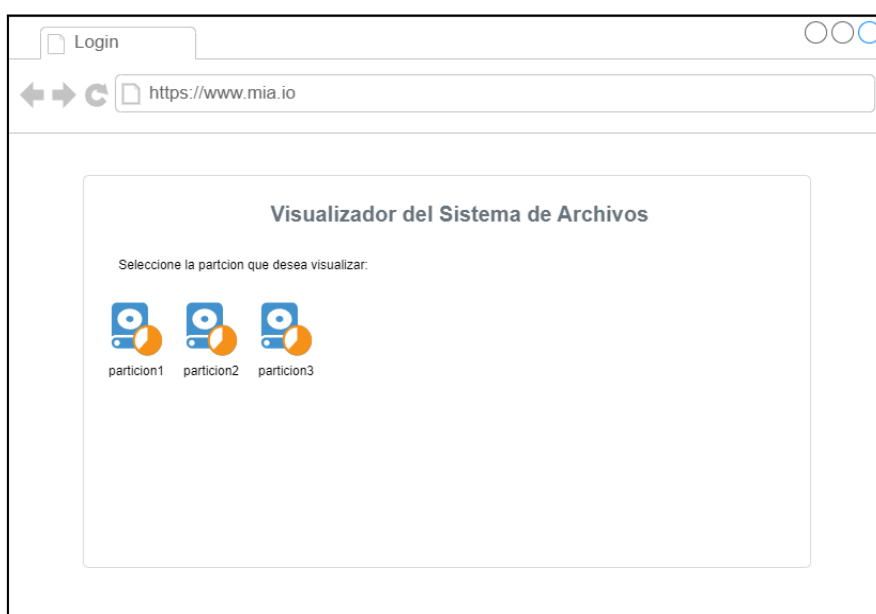 Login
https://www.mia.io
Visualizador del Sistema de Archivos
Seleccione la partcion que desea visualizar:
particion1 particion2 particion3